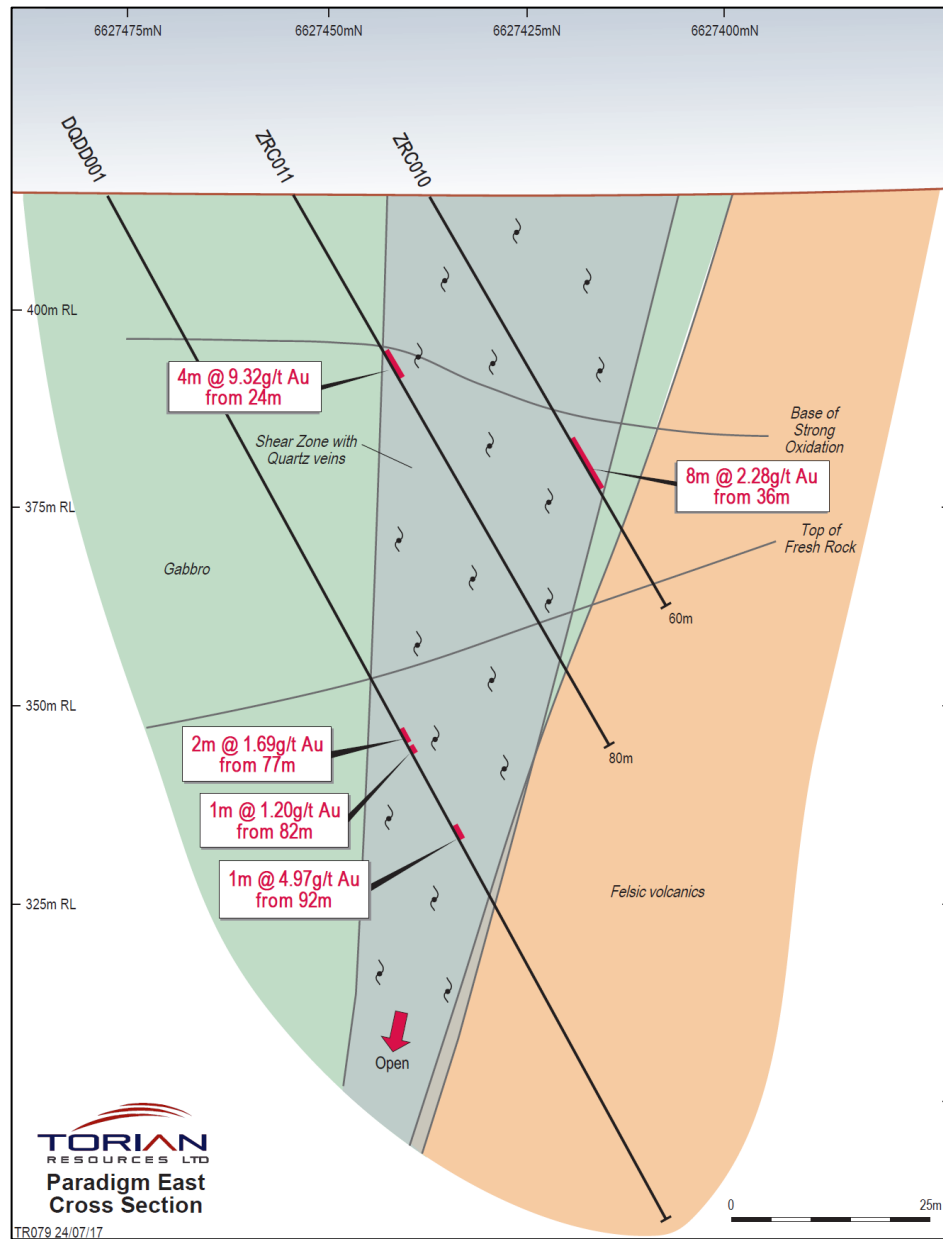 6627475mN
6627450mN
6627425mN
6627400mN
DQDD001
ZRC011
ZRC010
400m RL
4m @ 9.32g/t Au
from 24m
Base of
Strong
Oxidation
Shear Zone with
Quartz veins
8m @ 2.28g/t Au
from 36m
375m RL
Top of
Fresh Rock
Gabbro
60m
350m RL
2m @ 1.69g/t Au
from 77m
80m
1m @ 1.20g/t Au
from 82m
1m @ 4.97g/t Au
from 92m
Felsic volcanics
325m RL
Open
TORIAN
RESOURCES LTD
Paradigm East
Cross Section
0
25m
TR079 24/07/17